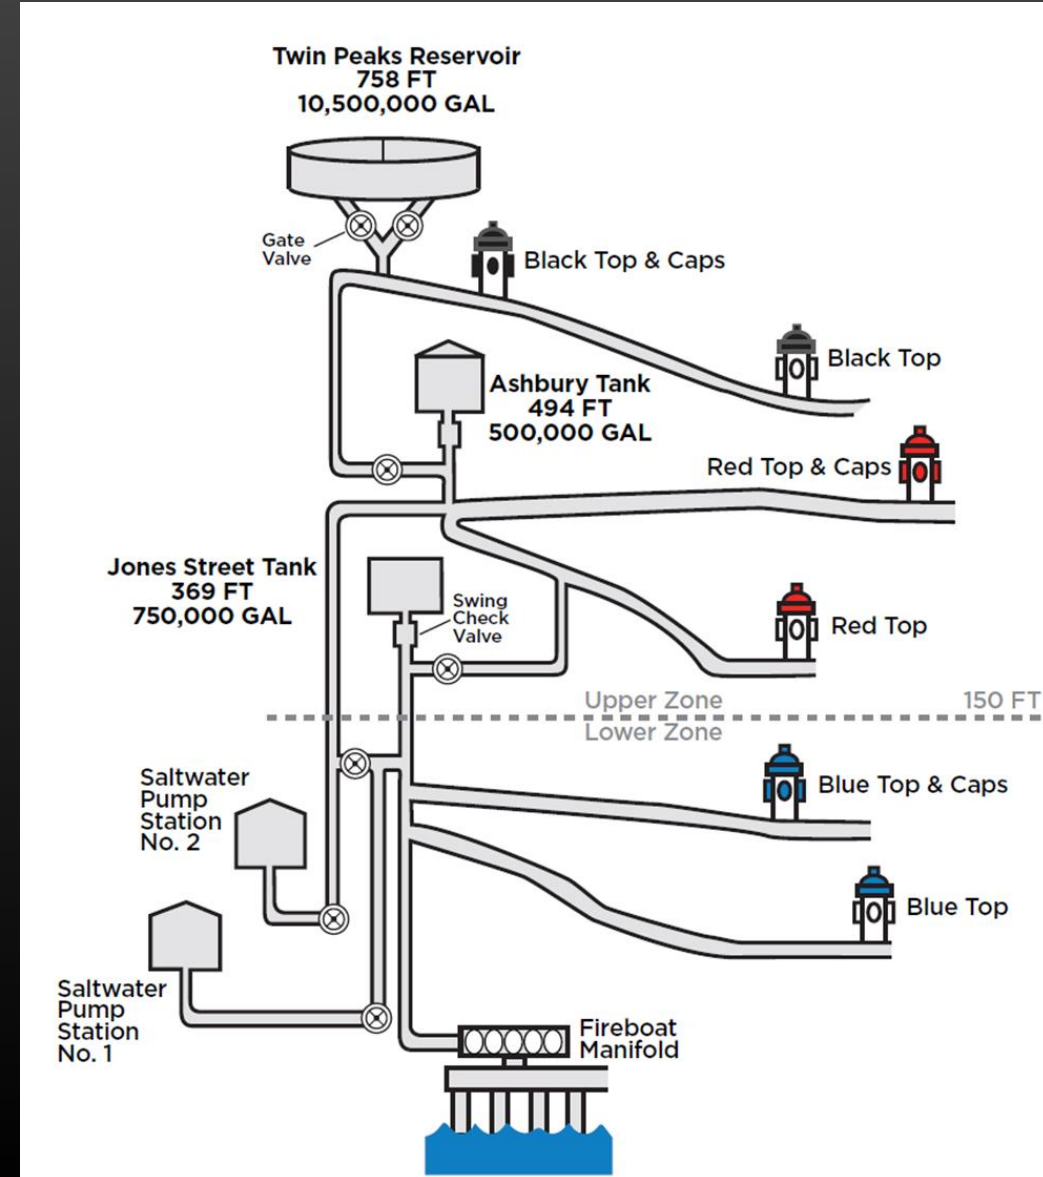 Twin Peaks Reservoir
758 FT
10,500,000 GAL
Gate
Valve
Black Top & Caps
Black Top
Ashbury Tank
494 FT
500,000 GAL
Red Top & Caps
Jones Street Tank
369 FT
750,000 GAL
Swing
Check
Valve
Red Top
Upper Zone
150 FT
Lower Zone
Saltwater
Pump
Station
No. 2
Blue Top & Caps
Blue Top
Saltwater
Pump
Station
No. 1
Fireboat
Manifold